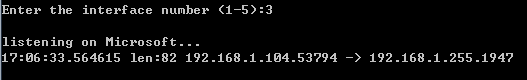 Enter the interface number (1-5):3
listening on Microsoft...
17:06:33.564615 len:82 192.168.1.104.53794 -> 192.168.1.255.1947